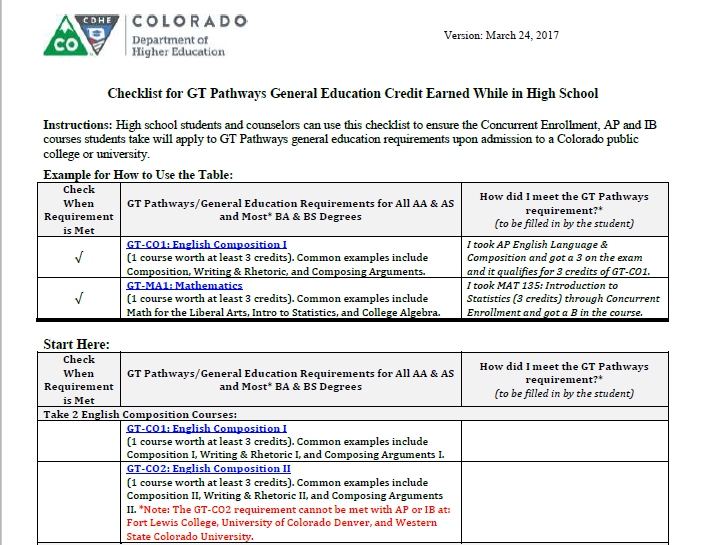 CDHE
CO
COLORADO
Department of
Higher Education
Version: March 24, 2017
Checklist for GT Pathways General Education Credit Earned While in High School
Instructions: High school students and counselors can use this checklist to ensure the Concurrent Enrollment, AP and IB
courses students take will apply to GT Pathways general education requirements upon admission to a Colorado public
college or university.
Example for How to Use the Table:
Check
When
Requirement
is Met
GT Pathways/General Education Requirements for All AA & AS
and Most* BA & BS Degrees
How did I meet the GT Pathways
requirement?*
(to be filled in by the student)
√
GT-CO1: English Composition I
(1 course worth at least 3 credits). Common examples include
Composition, Writing & Rhetoric, and Composing Arguments.
I took AP English Language &
Composition and got a 3 on the exam
and it qualifies for 3 credits of GT-CO1.
√
GT-MA1: Mathematics
(1 course worth at least 3 credits). Common examples include
Math for the Liberal Arts, Intro to Statistics, and College Algebra.
I took MAT 135: Introduction to
Statistics (3 credits) through Concurrent
Enrollment and got a B in the course.
Start Here:
Check
When
Requirement
is Met
GT Pathways/General Education Requirements for All AA & AS
and Most* BA & BS Degrees
How did I meet the GT Pathways
requirement?*
(to be filled in by the student)
Take 2 English Composition Courses:
GT-CO1: English Composition I
(1 course worth at least 3 credits). Common examples include
Composition I, Writing & Rhetoric I, and Composing Arguments I.
GT-CO2: English Composition II
(1 course worth at least 3 credits). Common examples include
Composition II, Writing & Rhetoric II, and Composing Arguments
II. *Note: The GT-CO2 requirement cannot be met with AP or IB at:
Fort Lewis College, University of Colorado Denver, and Western
State Colorado University.